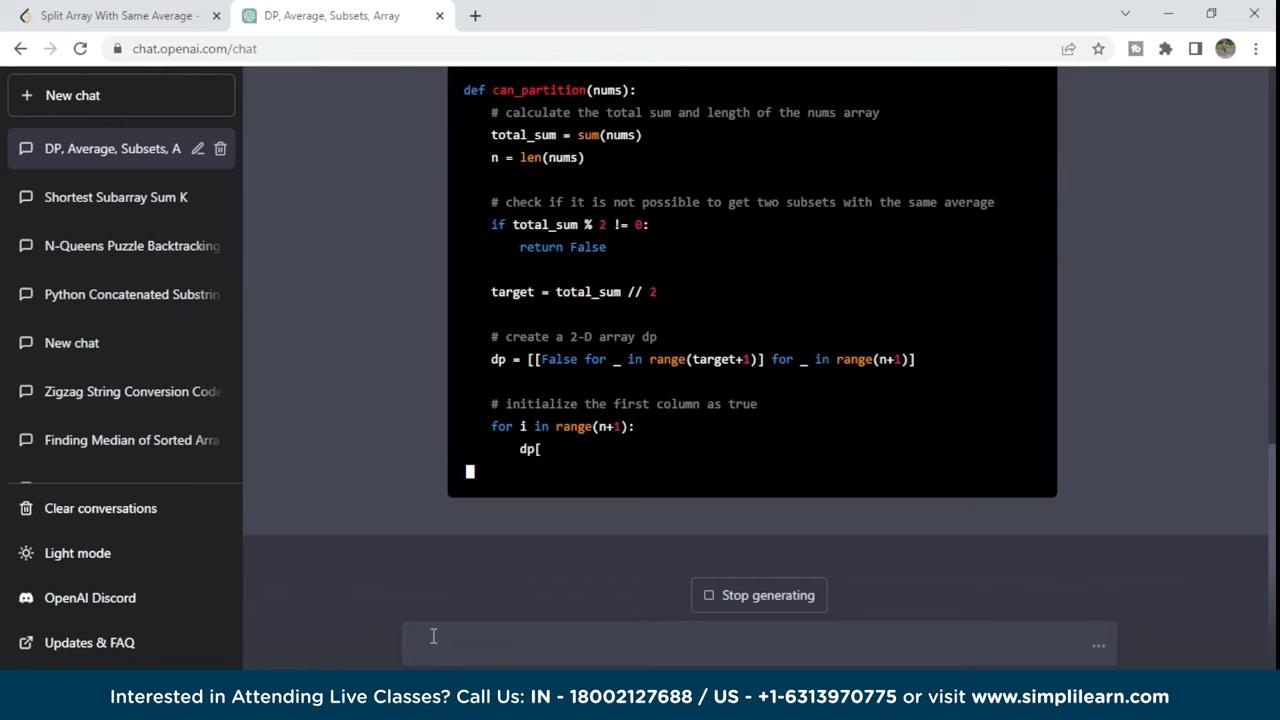 Split Array With Same Average -
DP, Average, Subsets, Array
chat.openai.com/chat
New chat
DP, Average, Subsets, A
Shortest Subarray Sum K
N-Queens Puzzle Backtracking
Python Concatenated Substrin
New chat
Zigzag String Conversion Code
Finding Median of Sorted Arra
Clear conversations
Light mode
OpenAI Discord
Updates & FAQ
def can_partition(nums):
# calculate the total sum and length of the nums array
total_sum = sum(nums)
n = len(nums)
# check if it is not possible to get two subsets with the same average
if total_sum % 2 != 0:
return False
target = total_sum // 2
# create a 2-D array dp
dp = [[False for _ in range(target+1)] for _ in range(n+1)]
# initialize the first column as true
for i in range(n+1):
dp[
Stop generating
Interested in Attending Live Classes? Call Us: IN - 18002127688 / US - +1-6313970775 or visit www.simplilearn.com